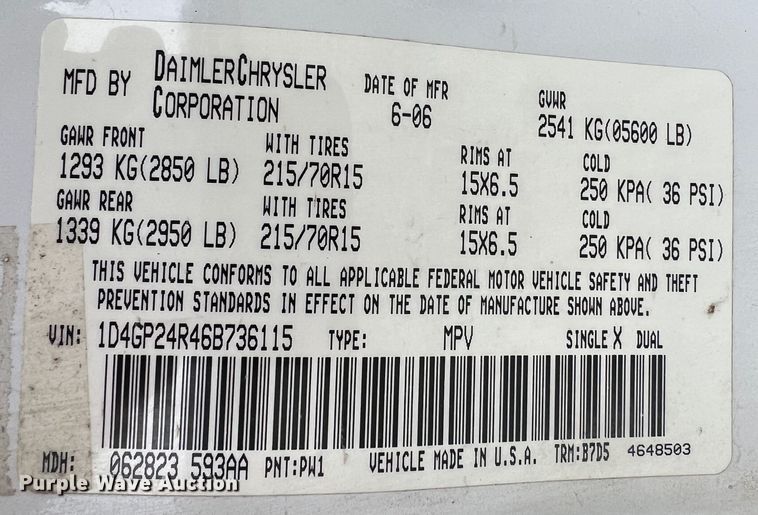 MFD BY DAIMLERCHRYSLER CORPORATION DATE OF MFR 6-06 GVWR 2541 KG(05600 LB)
GAWR FRONT WITH TIRES RIMS AT COLD
1293 KG(2850 LB) 215/70R15 15X6.5 250 KPA( 36 PSI)
GAWR REAR WITH TIRES RIMS AT COLD
1339 KG(2950 LB) 215/70R15 15X6.5 250 KPA( 36 PSI)
THIS VEHICLE CONFORMS TO ALL APPLICABLE FEDERAL MOTOR VEHICLE SAFETY AND THEFT
PREVENTION STANDARDS IN EFFECT ON THE DATE OF MANUFACTURE SHOWN ABOVE.
VIN: 1D4GP24R46B736115 TYPE: MPV SINGLE X DUAL
MDH: 062823 593AA PNT:PW1 VEHICLE MADE IN U.S.A. TRM:B7D5 4648503
Purple Wave Auction